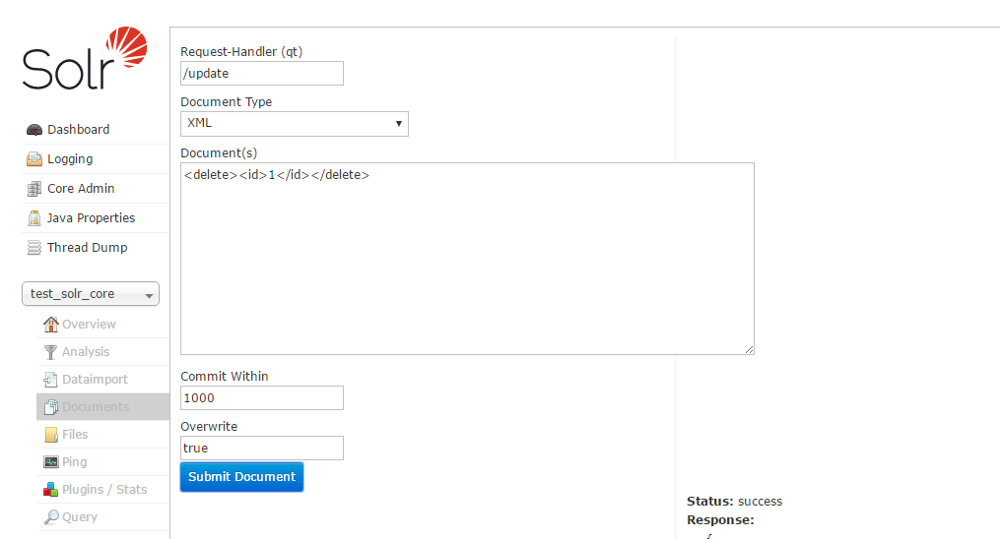 Solr
Dashboard
Logging
Core Admin
Java Properties
Thread Dump
test_solr_core
Overview
Analysis
Dataimport
Documents
Files
Ping
Plugins / Stats
Query
Request-Handler (qt)
/update
Document Type
XML
Document(s)
<delete><id>1</id></delete>
Commit Within
1000
Overwrite
true
Submit Document
Status: success
Response:
{